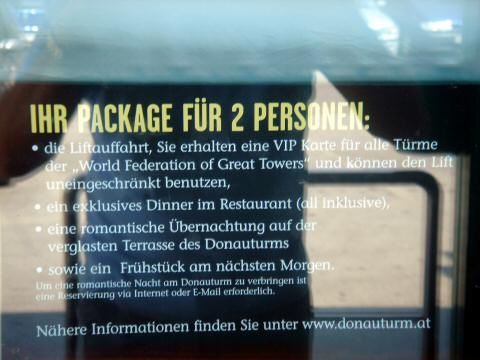 IHR PACKAGE FÜR 2 PERSONEN:
• die Liftauffahrt, Sie erhalten eine VIP Karte für alle Türme
der „World Federation of Great Towers" und können den Lift
uneingeschränkt benutzen,
• ein exklusives Dinner im Restaurant (all inklusive),
• eine romantische Übernachtung auf der
verglasten Terrasse des Donauturms
• sowie ein Frühstück am nächsten Morgen.
Um eine romantische Nacht am Donauturm zu verbringen ist
eine Reservierung via Internet oder E-Mail erforderlich.
Nähere Informationen finden Sie unter www.donauturm.at